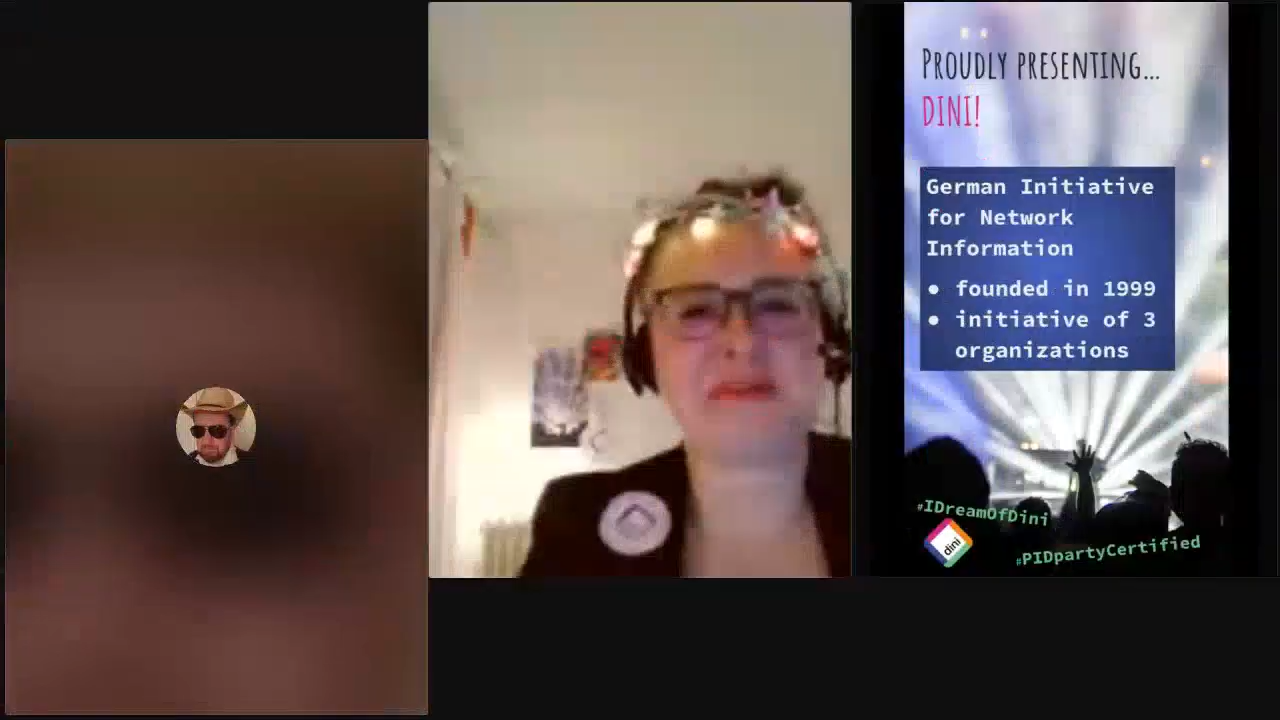 PROUDLY PRESENTING...
DINI!
German Initiative
for Network
Information
● founded in 1999
● initiative of 3
organizations
#IDreamOfDini
dini
#PIDpartyCertified